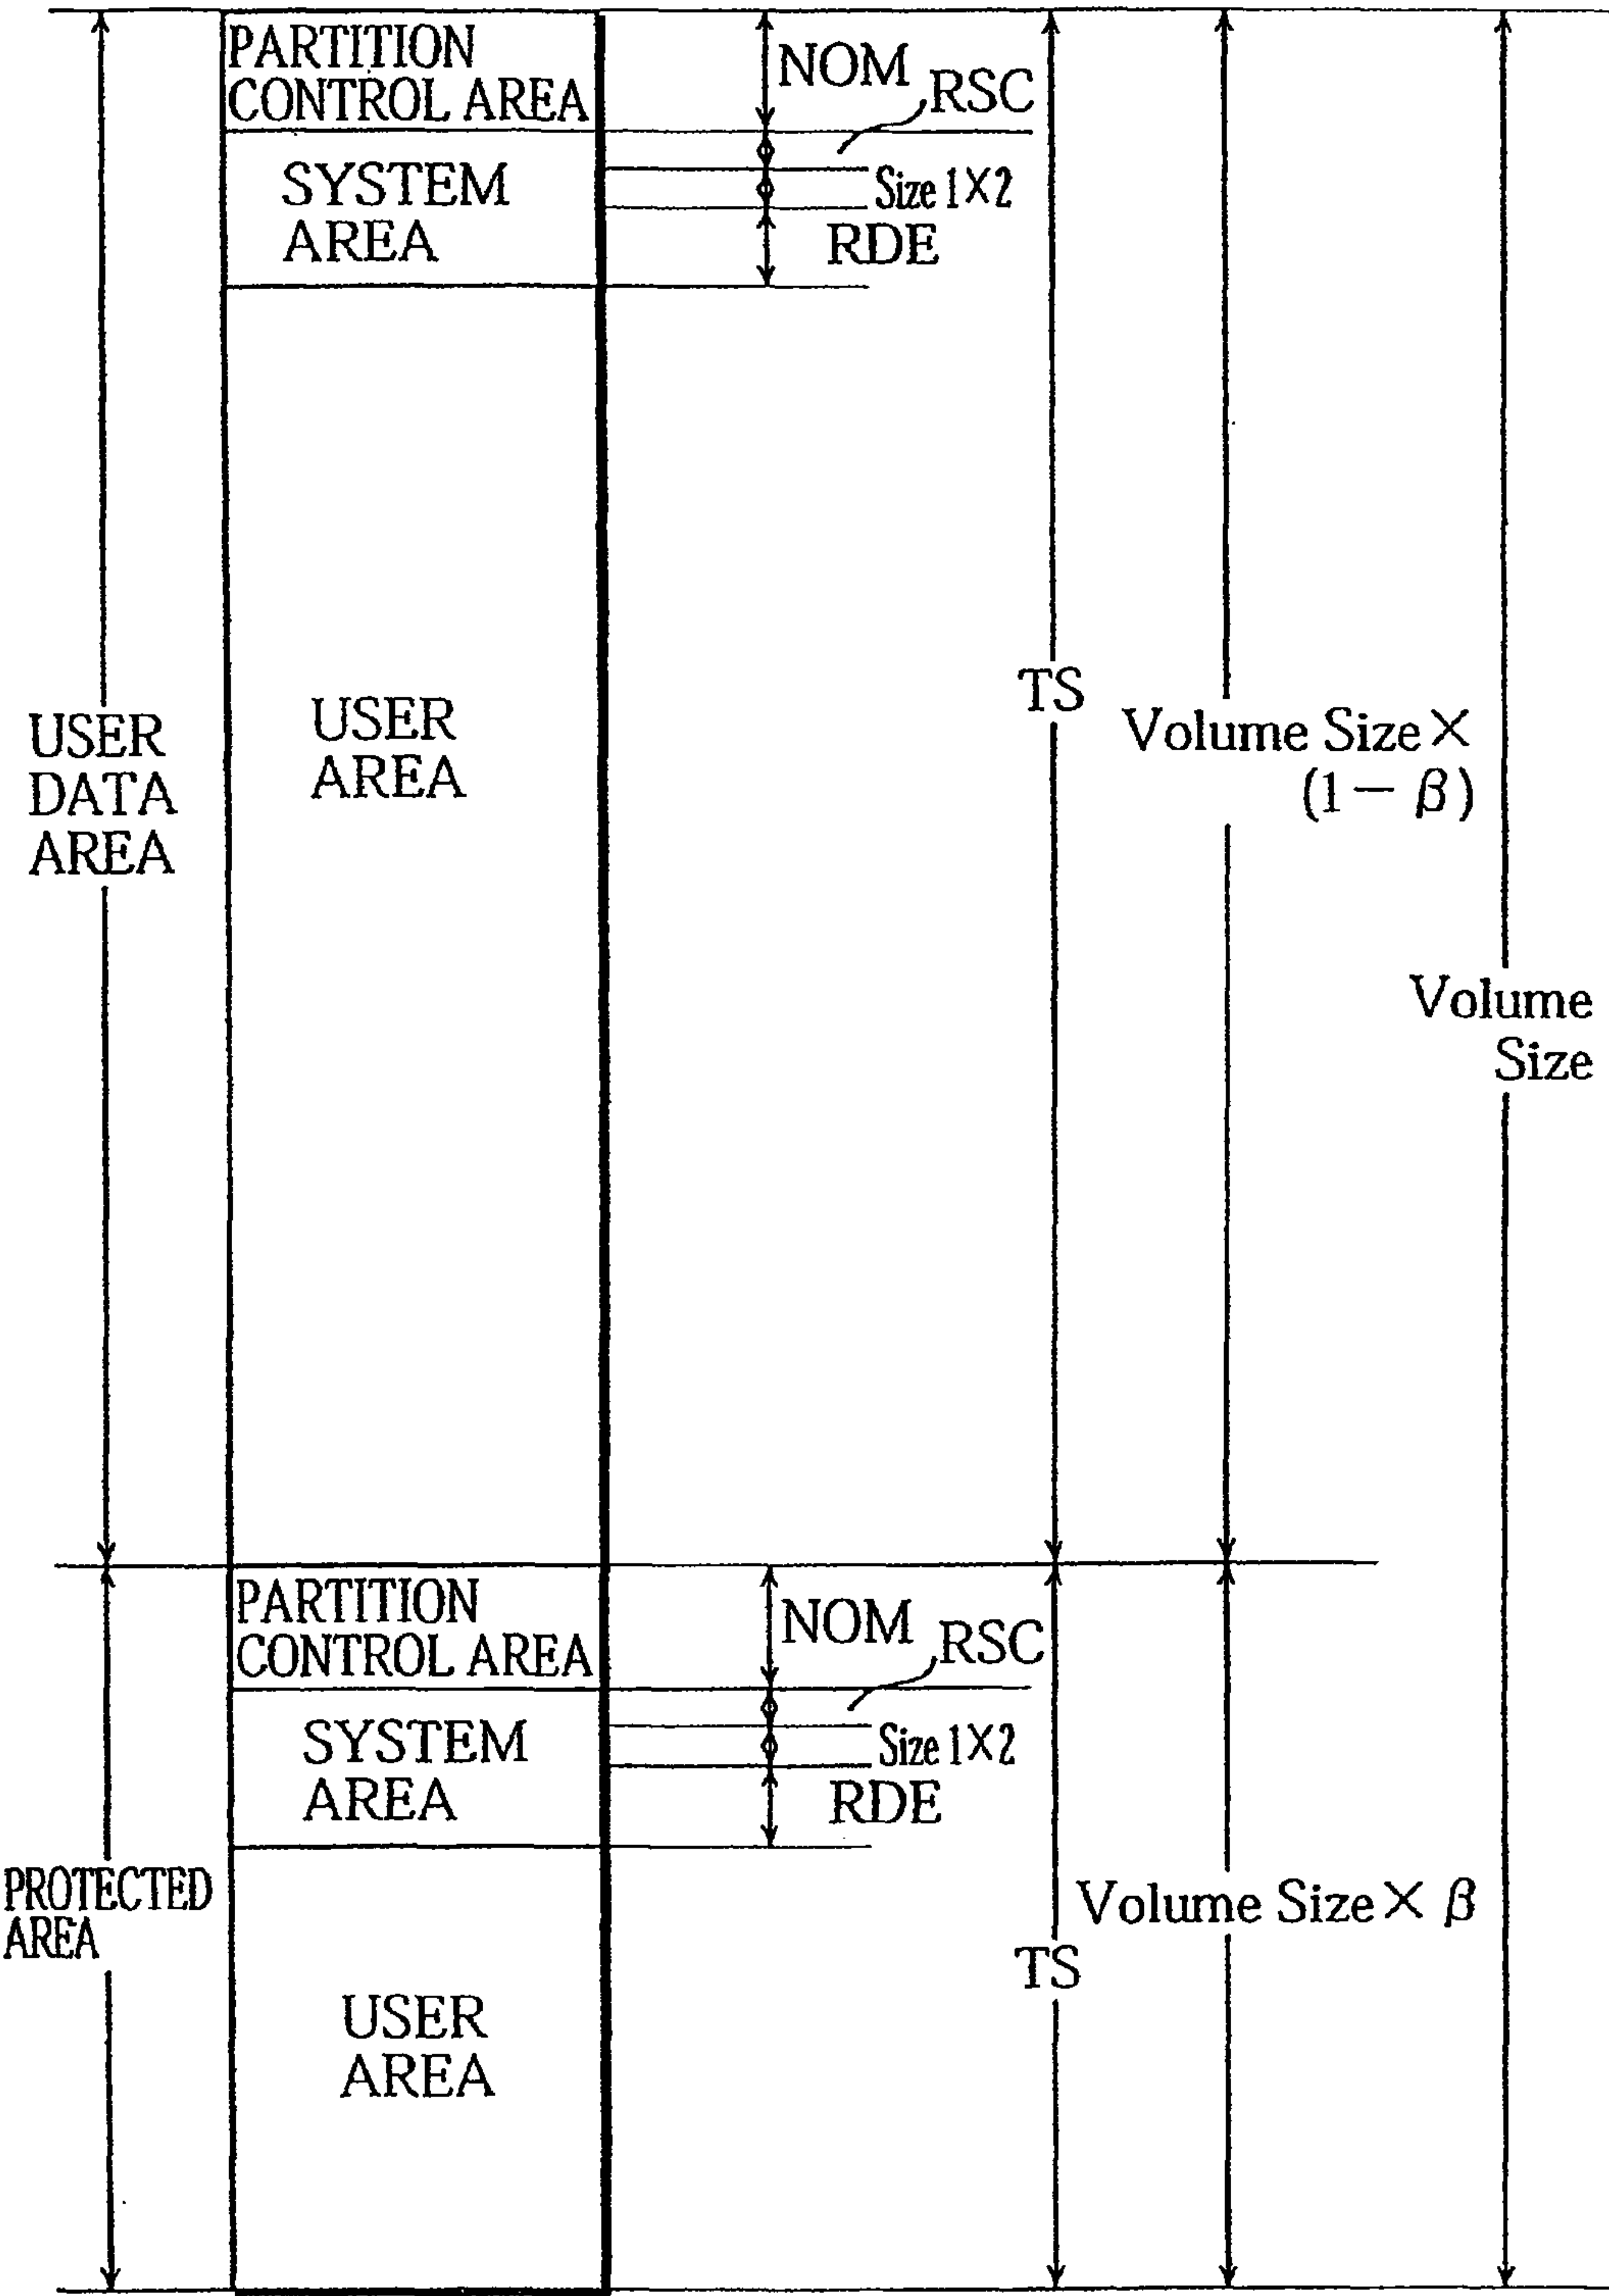 PARTITION
CONTROL AREA
NOM
RSC
SYSTEM
AREA
Size 1×2
RDE
USER
DATA
AREA
USER
AREA
TS
Volume Size×
(1− β)
Volume
Size
PARTITION
CONTROL AREA
NOM
RSC
SYSTEM
AREA
Size 1×2
RDE
PROTECTED
AREA
Volume Size× β
TS
USER
AREA